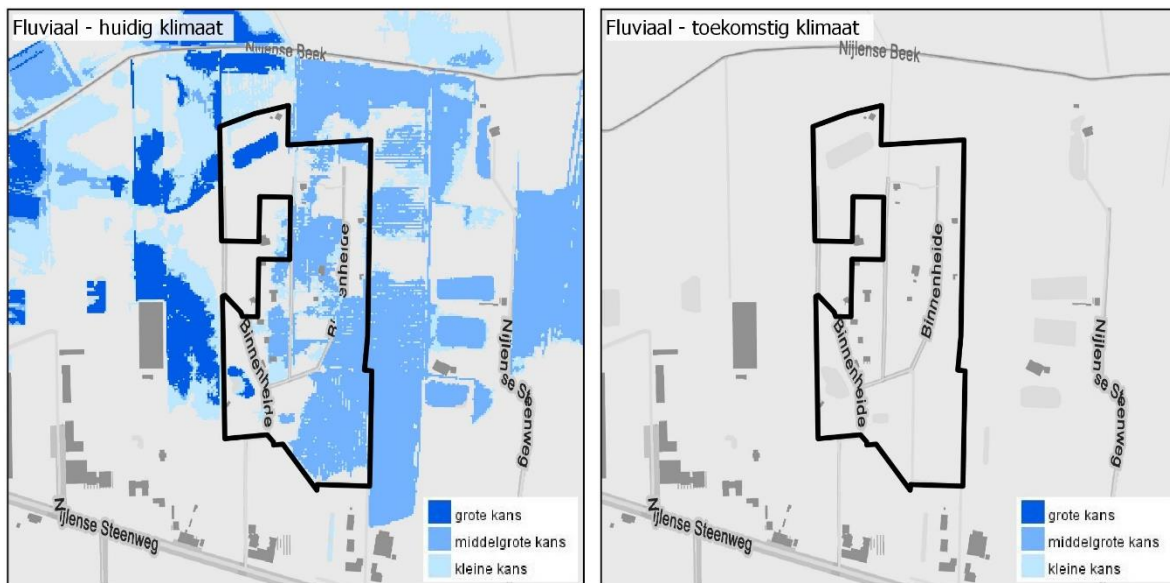 Fluviaal - huidig klimaat
Nijlense Beek
Binnenheide
Binnenheide
Nijlense Steenweg
Nijlense Steenweg
grote kans
middelgrote kans
kleine kans
Fluviaal - toekomstig klimaat
Nijlense Beek
Binnenheide
Binnenheide
Nijlense Steenweg
Nijlense Steenweg
grote kans
middelgrote kans
kleine kans